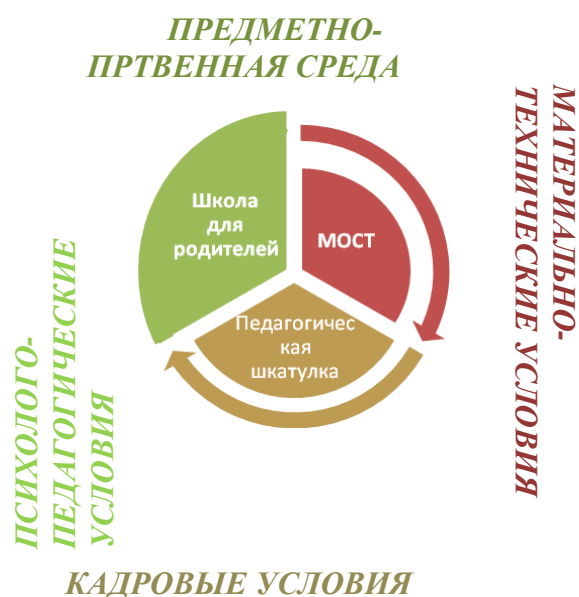 ПРЕДМЕТНО-
ПРТВЕННАЯ СРЕДА
МАТЕРИАЛЬНО-
ТЕХНИЧЕСКИЕ УСЛОВИЯ
Школа
для
родителей
МОСТ
Педагогичес
кая
шкатулка
ПСИХОЛОГО-
ПЕДАГОГИЧЕСКИЕ
УСЛОВИЯ
КАДРОВЫЕ УСЛОВИЯ